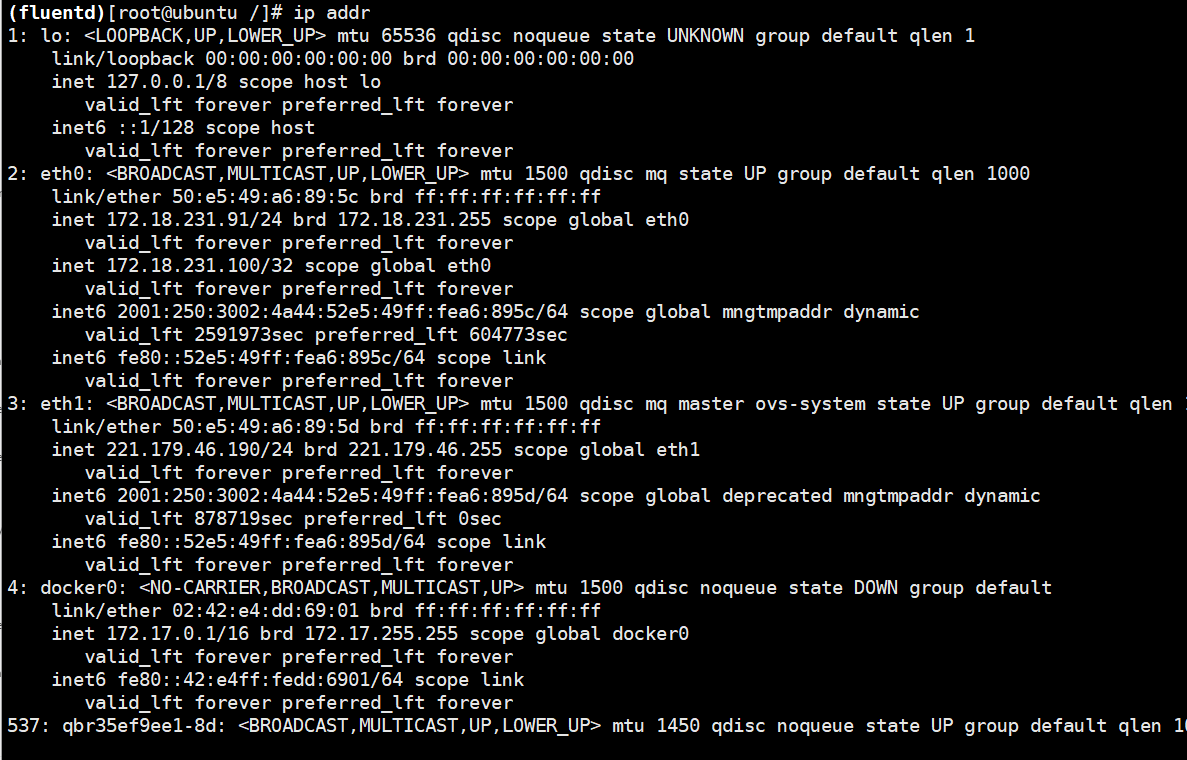 (fluentd)[root@ubuntu /]# ip addr
1: lo: <LOOPBACK,UP,LOWER_UP> mtu 65536 qdisc noqueue state UNKNOWN group default qlen 1
link/loopback 00:00:00:00:00:00 brd 00:00:00:00:00:00
inet 127.0.0.1/8 scope host lo
valid_lft forever preferred_lft forever
inet6 ::1/128 scope host
valid_lft forever preferred_lft forever
2: eth0: <BROADCAST,MULTICAST,UP,LOWER_UP> mtu 1500 qdisc mq state UP group default qlen 1000
link/ether 50:e5:49:a6:89:5c brd ff:ff:ff:ff:ff:ff
inet 172.18.231.91/24 brd 172.18.231.255 scope global eth0
valid_lft forever preferred_lft forever
inet 172.18.231.100/32 scope global eth0
valid_lft forever preferred_lft forever
inet6 2001:250:3002:4a44:52e5:49ff:fea6:895c/64 scope global mngtmpaddr dynamic
valid_lft 2591973sec preferred_lft 604773sec
inet6 fe80::52e5:49ff:fea6:895c/64 scope link
valid_lft forever preferred_lft forever
3: eth1: <BROADCAST,MULTICAST,UP,LOWER_UP> mtu 1500 qdisc mq master ovs-system state UP group default qlen
link/ether 50:e5:49:a6:89:5d brd ff:ff:ff:ff:ff:ff
inet 221.179.46.190/24 brd 221.179.46.255 scope global eth1
valid_lft forever preferred_lft forever
inet6 2001:250:3002:4a44:52e5:49ff:fea6:895d/64 scope global deprecated mngtmpaddr dynamic
valid_lft 878719sec preferred_lft 0sec
inet6 fe80::52e5:49ff:fea6:895d/64 scope link
valid_lft forever preferred_lft forever
4: docker0: <NO-CARRIER,BROADCAST,MULTICAST,UP> mtu 1500 qdisc noqueue state DOWN group default
link/ether 02:42:e4:dd:69:01 brd ff:ff:ff:ff:ff:ff
inet 172.17.0.1/16 brd 172.17.255.255 scope global docker0
valid_lft forever preferred_lft forever
inet6 fe80::42:e4ff:fedd:6901/64 scope link
valid_lft forever preferred_lft forever
537: qbr35ef9ee1-8d: <BROADCAST,MULTICAST,UP,LOWER_UP> mtu 1450 qdisc noqueue state UP group default qlen